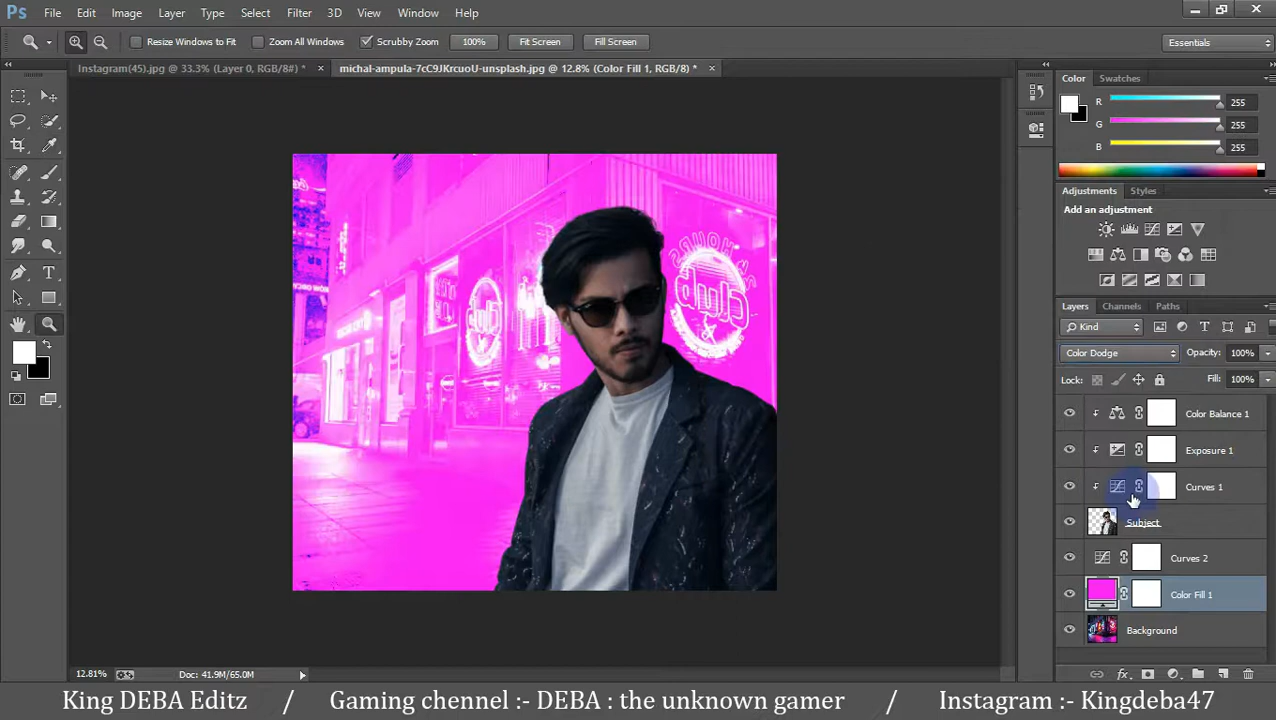 Ps File Edit Image Layer Type Select Filter 3D View Window Help
Resize Windows to Fit Zoom All Windows Scrubby Zoom 100% Fit Screen Fill Screen Essentials
Instagram(45).jpg @ 33.3% (Layer 0, RGB/8#) * × michal-ampula-7cC9JKrcuoU-unsplash.jpg @ 12.8% (Color Fill 1, RGB/8) * ×
Color Swatches
R 255
G 255
B 255
Adjustments Styles
Add an adjustment
Layers Channels Paths
Kind
Color Dodge Opacity: 100%
Lock: Fill: 100%
Color Balance 1
Exposure 1
Curves 1
Subject
Curves 2
Color Fill 1
Background
12.81% Doc: 41.9M/65.0M
King DEBA Editz / Gaming chennel :- DEBA : the unknown gamer / Instagram :- Kingdeba47